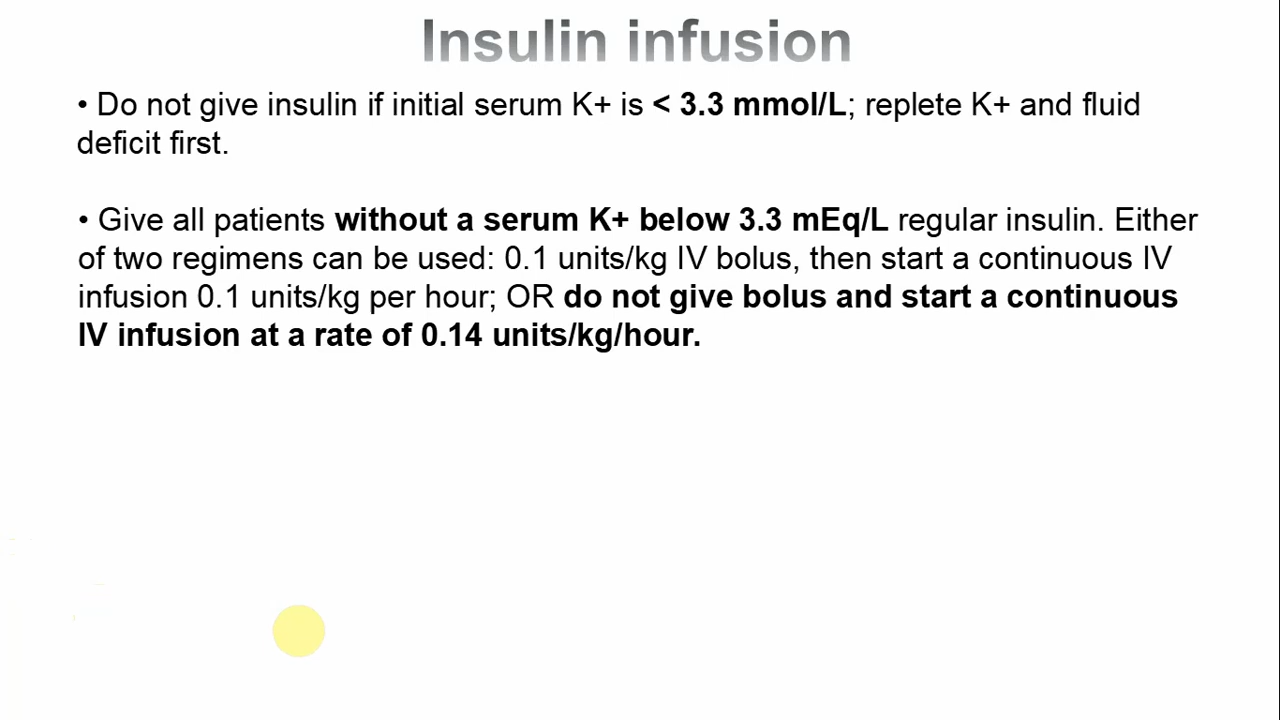 Insulin infusion
• Do not give insulin if initial serum K+ is < 3.3 mmol/L; replete K+ and fluid
deficit first.
• Give all patients without a serum K+ below 3.3 mEq/L regular insulin. Either
of two regimens can be used: 0.1 units/kg IV bolus, then start a continuous IV
infusion 0.1 units/kg per hour; OR do not give bolus and start a continuous
IV infusion at a rate of 0.14 units/kg/hour.